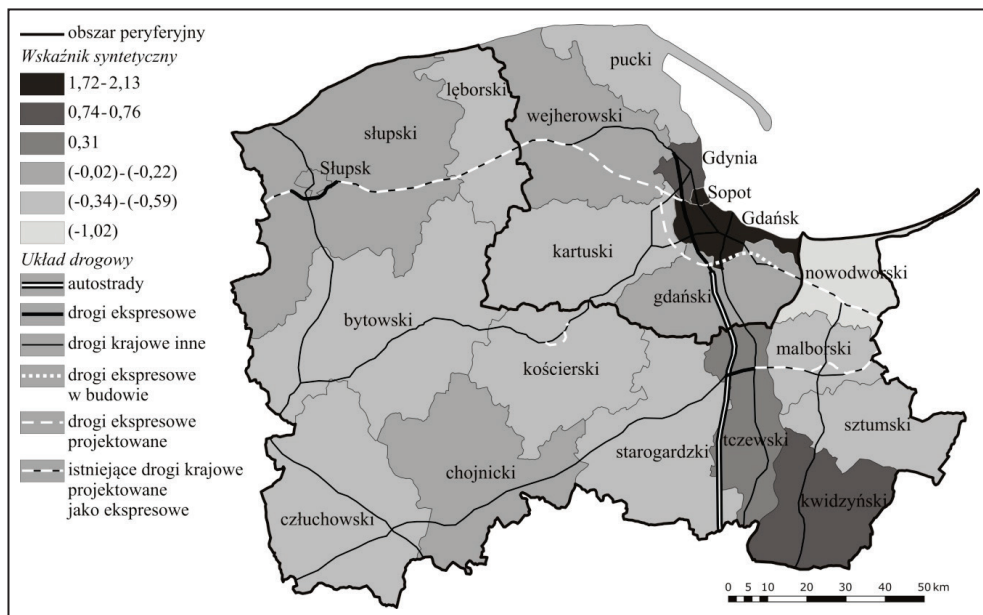 obszar peryferyjny
Wskaźnik syntetyczny
1,72-2,13
0,74-0,76
0,31
(-0,02)-(-0,22)
(-0,34)-(-0,59)
(-1,02)
Układ drogowy
autostrady
drogi ekspresowe
drogi krajowe inne
drogi ekspresowe
w budowie
drogi ekspresowe
projektowane
istniejące drogi krajowe
projektowane
jako ekspresowe
pucki
lęborski
wejherowski
słupski
Słupsk
Gdynia
Sopot
Gdańsk
kartuski
nowodworski
gdański
bytowski
malborski
kościerski
sztumski
starogardzki
tczewski
chojnicki
kwidzyński
człuchowski
0 5 10 20 30 40 50 km